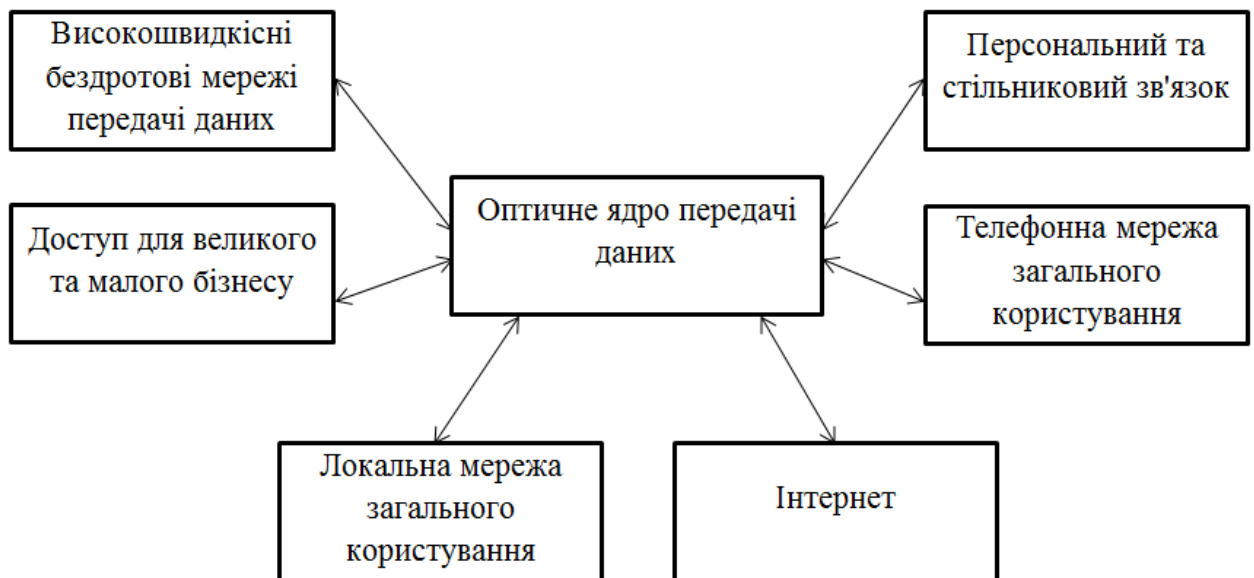 Високошвидкісні
бездротові мережі
передачі даних
Персональний та
стільниковий зв'язок
Оптичне ядро передачі
даних
Доступ для великого
та малого бізнесу
Телефонна мережа
загального
користування
Локальна мережа
загального
користування
Інтернет